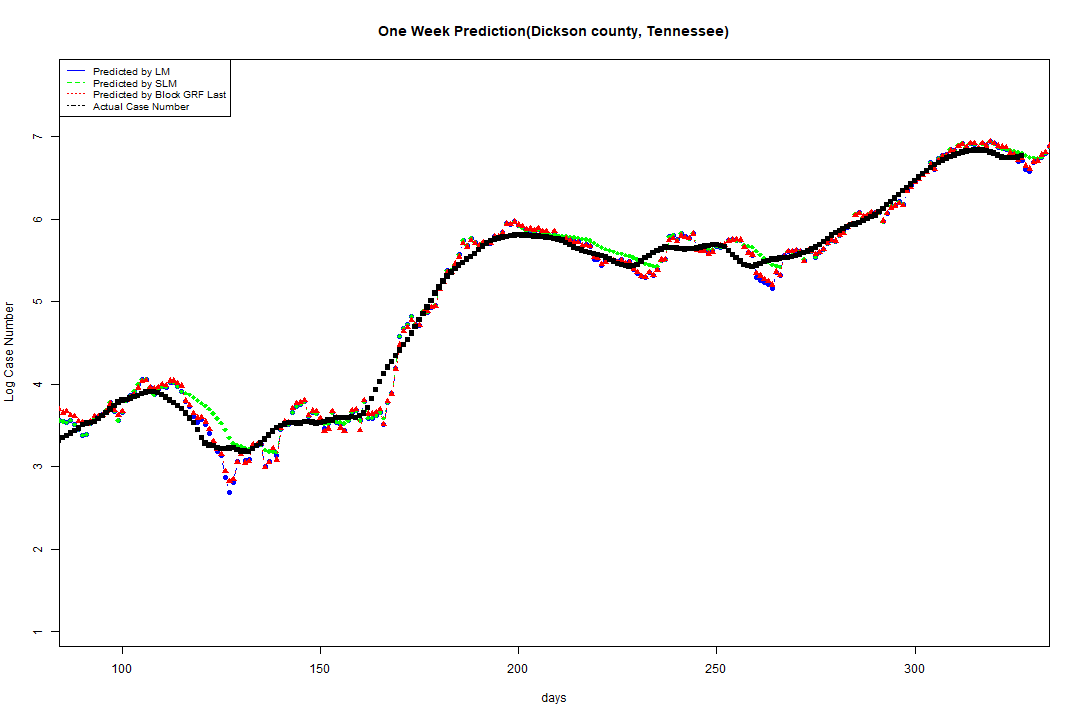 One Week Prediction(Dickson county, Tennessee)
Predicted by LM
Predicted by SLM
Predicted by Block GRF Last
Actual Case Number
7
6
5
4
3
2
1
Log Case Number
100 150 200 250 300
days